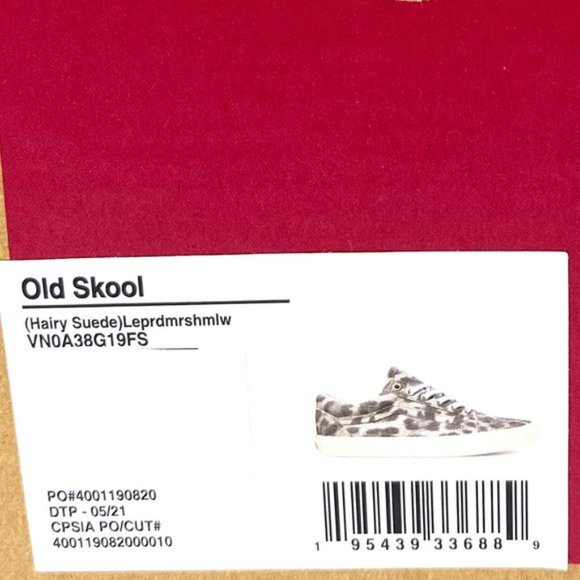 Old Skool
(Hairy Suede)Leprdmrshmlw
VN0A38G19FS
PO#4001190820
DTP - 05/21
CPSIA PO/CUT#
400119082000010
1 95439 33688 9